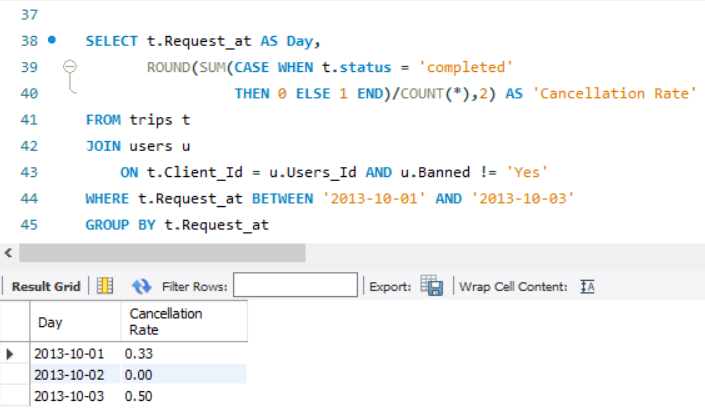 37
38 SELECT t.Request_at AS Day,
39 ROUND(SUM(CASE WHEN t.status = 'completed'
40 THEN 0 ELSE 1 END)/COUNT(*),2) AS 'Cancellation Rate'
41 FROM trips t
42 JOIN users u
43 ON t.Client_Id = u.Users_Id AND u.Banned != 'Yes'
44 WHERE t.Request_at BETWEEN '2013-10-01' AND '2013-10-03'
45 GROUP BY t.Request_at
Result Grid Filter Rows: Export: Wrap Cell Content: IA
Day Cancellation
Rate
2013-10-01 0.33
2013-10-02 0.00
2013-10-03 0.50